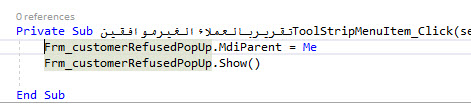 0 references
Private Sub تقريربالعملاءالغيرموافقينToolStripMenuItem_Click(se
Frm_customerRefusedPopUp.MdiParent = Me
Frm_customerRefusedPopUp.Show()
End Sub